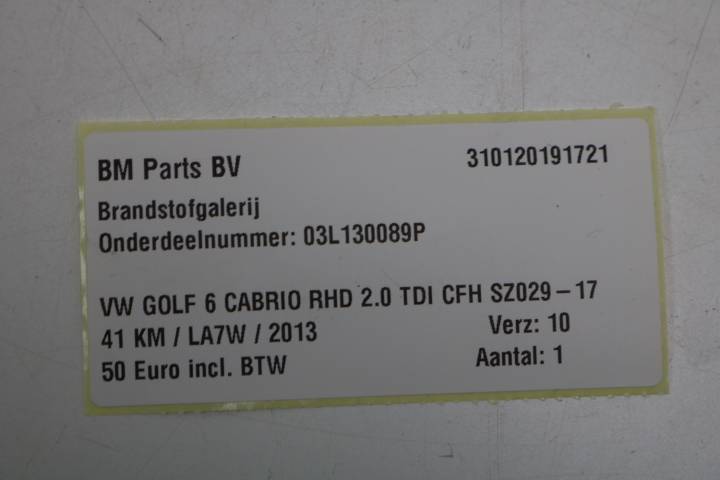 BM Parts BV 310120191721
Brandstofgalerij
Onderdeelnummer: 03L130089P
VW GOLF 6 CABRIO RHD 2.0 TDI CFH SZ029-17
41 KM / LA7W / 2013 Verz: 10
50 Euro incl. BTW Aantal: 1